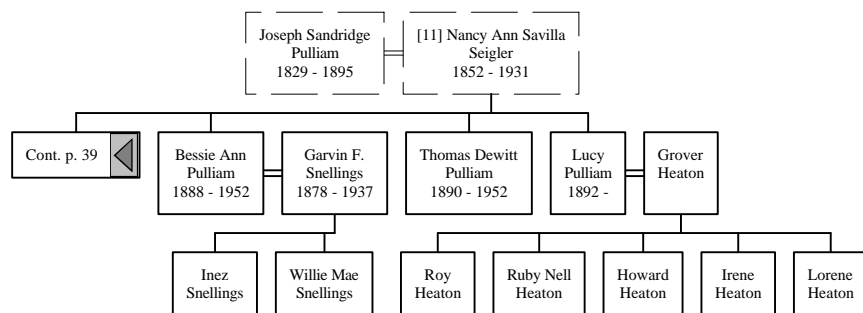 Joseph Sandridge
Pulliam
1829 - 1895
[11] Nancy Ann Savilla
Seigler
1852 - 1931
Cont. p. 39
Bessie Ann
Pulliam
1888 - 1952
Garvin F.
Snellings
1878 - 1937
Thomas Dewitt
Pulliam
1890 - 1952
Lucy
Pulliam
1892 -
Grover
Heaton
Inez
Snellings
Willie Mae
Snellings
Roy
Heaton
Ruby Nell
Heaton
Howard
Heaton
Irene
Heaton
Lorene
Heaton